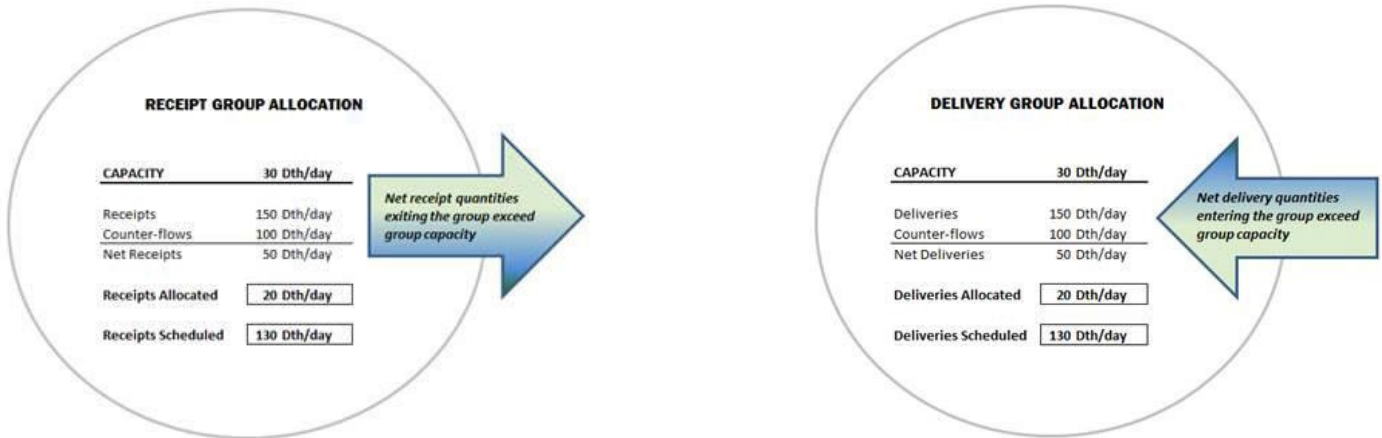 RECEIPT GROUP ALLOCATION
CAPACITY 30 Dth/day
Receipts 150 Dth/day
Counter-flows 100 Dth/day
Net Receipts 50 Dth/day
Receipts Allocated 20 Dth/day
Receipts Scheduled 130 Dth/day
Net receipt quantities
exiting the group exceed
group capacity
DELIVERY GROUP ALLOCATION
CAPACITY 30 Dth/day
Deliveries 150 Dth/day
Counter-flows 100 Dth/day
Net Deliveries 50 Dth/day
Deliveries Allocated 20 Dth/day
Deliveries Scheduled 130 Dth/day
Net delivery quantities
entering the group exceed
group capacity